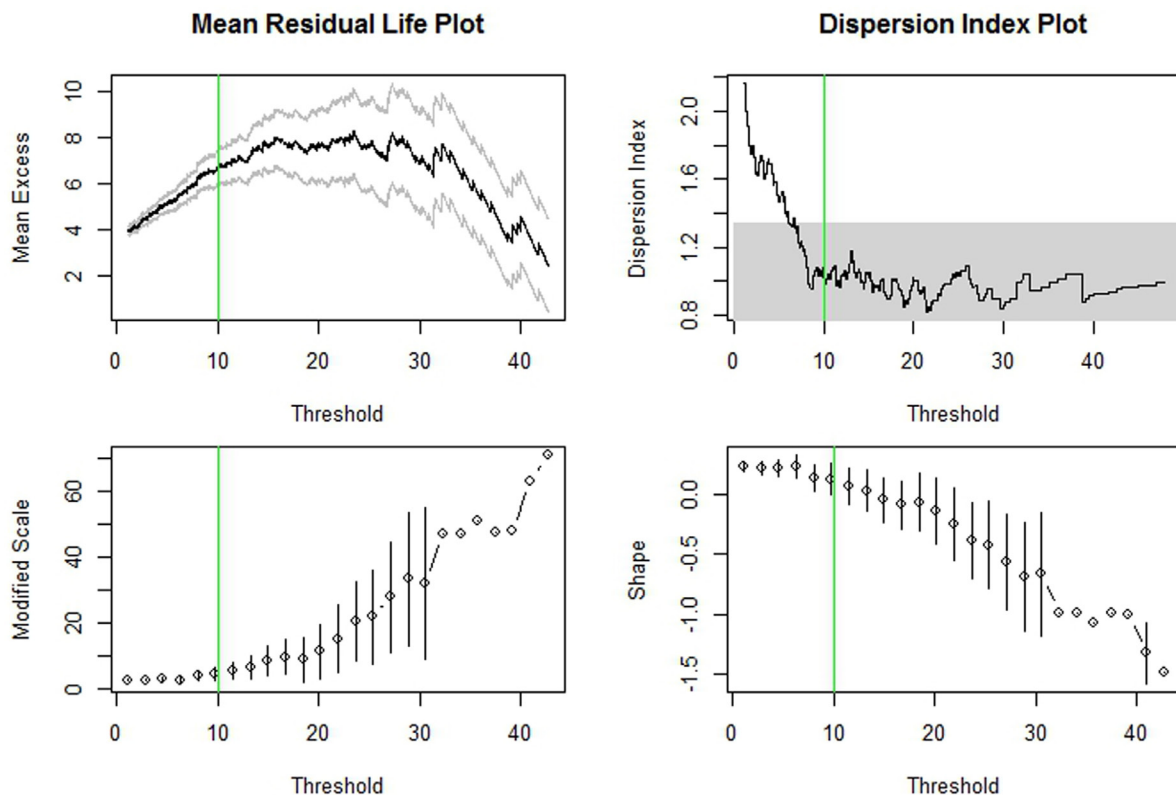 Mean Residual Life Plot
Mean Excess
10
8
6
4
2
0 10 20 30 40
Threshold
Dispersion Index Plot
Dispersion Index
2.0
1.6
1.2
0.8
0 10 20 30 40
Threshold
Modified Scale
60
40
20
0
0 10 20 30 40
Threshold
Shape
0.0
-0.5
-1.0
-1.5
0 10 20 30 40
Threshold